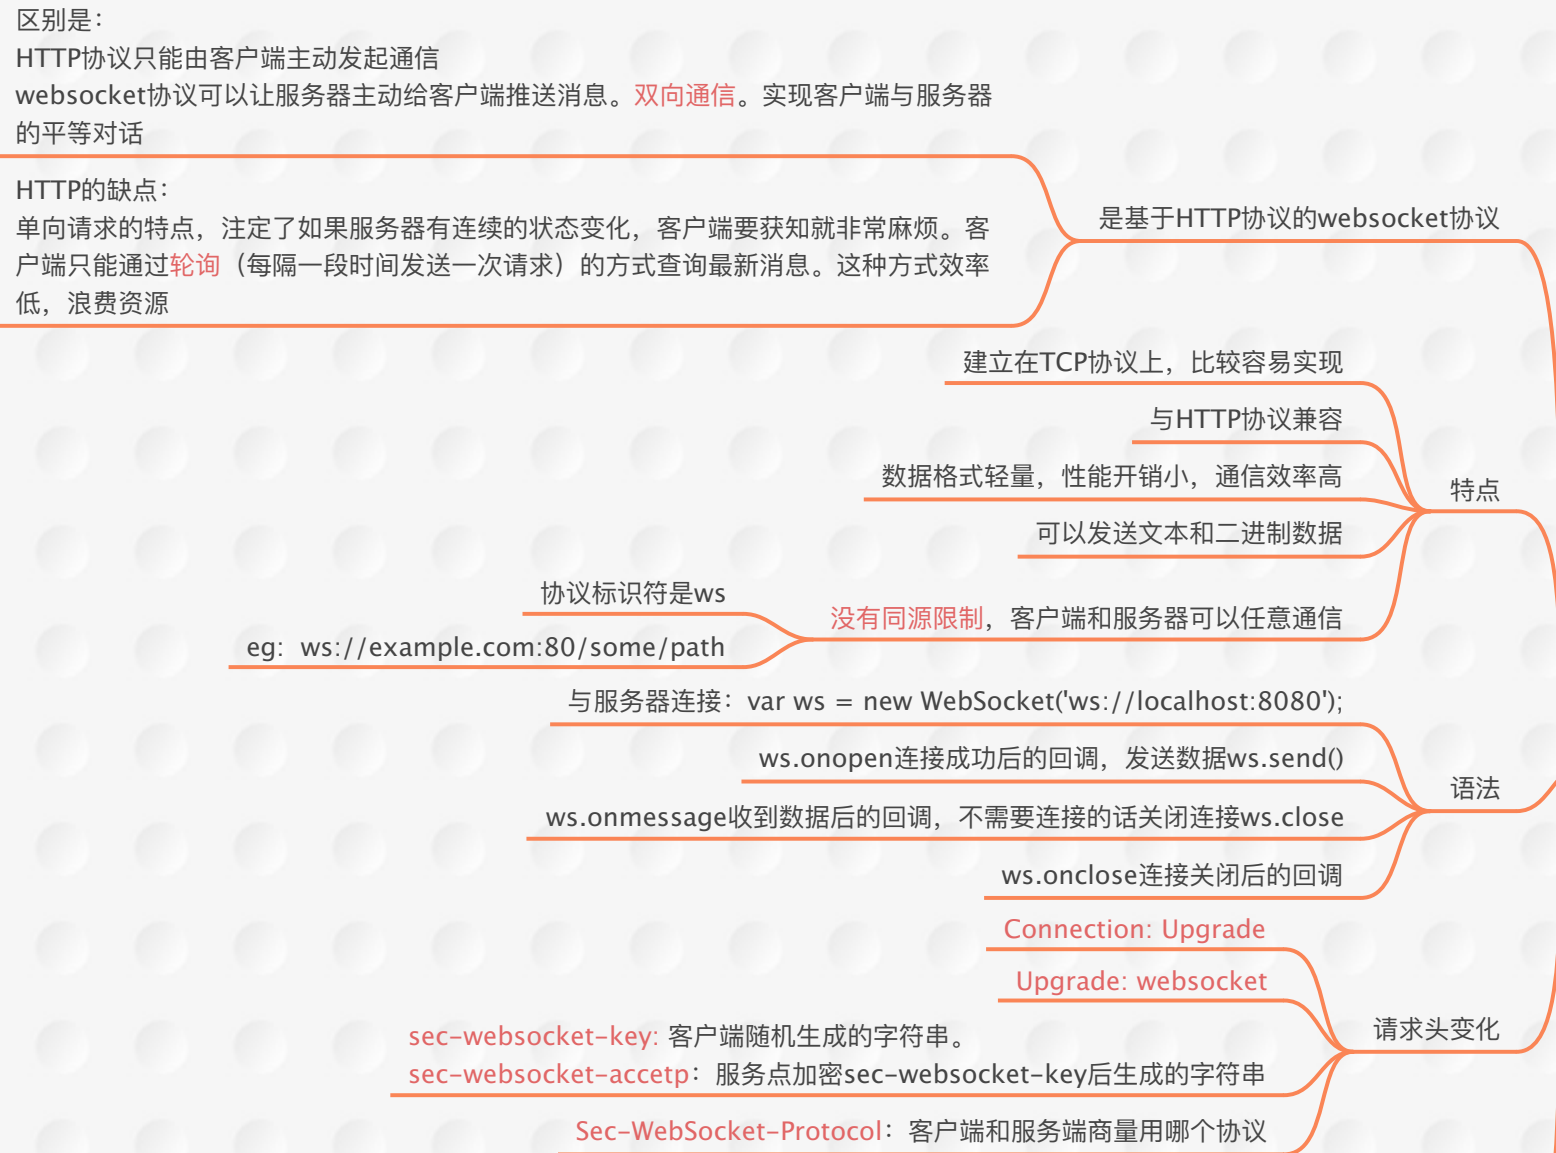 区别是：
HTTP协议只能由客户端主动发起通信
websocket协议可以让服务器主动给客户端推送消息。双向通信。实现客户端与服务器
的平等对话
HTTP的缺点：
单向请求的特点，注定了如果服务器有连续的状态变化，客户端要获知就非常麻烦。客
户端只能通过轮询（每隔一段时间发送一次请求）的方式查询最新消息。这种方式效率
低，浪费资源
是基于HTTP协议的websocket协议
建立在TCP协议上，比较容易实现
与HTTP协议兼容
数据格式轻量，性能开销小，通信效率高
可以发送文本和二进制数据
协议标识符是ws
eg: ws://example.com:80/some/path
没有同源限制，客户端和服务器可以任意通信
特点
与服务器连接：var ws = new WebSocket('ws://localhost:8080');
ws.onopen连接成功后的回调，发送数据ws.send()
ws.onmessage收到数据后的回调，不需要连接的话关闭连接ws.close
ws.onclose连接关闭后的回调
语法
Connection: Upgrade
Upgrade: websocket
sec-websocket-key: 客户端随机生成的字符串。
sec-websocket-accetp：服务点加密sec-websocket-key后生成的字符串
Sec-WebSocket-Protocol：客户端和服务端商量用哪个协议
请求头变化